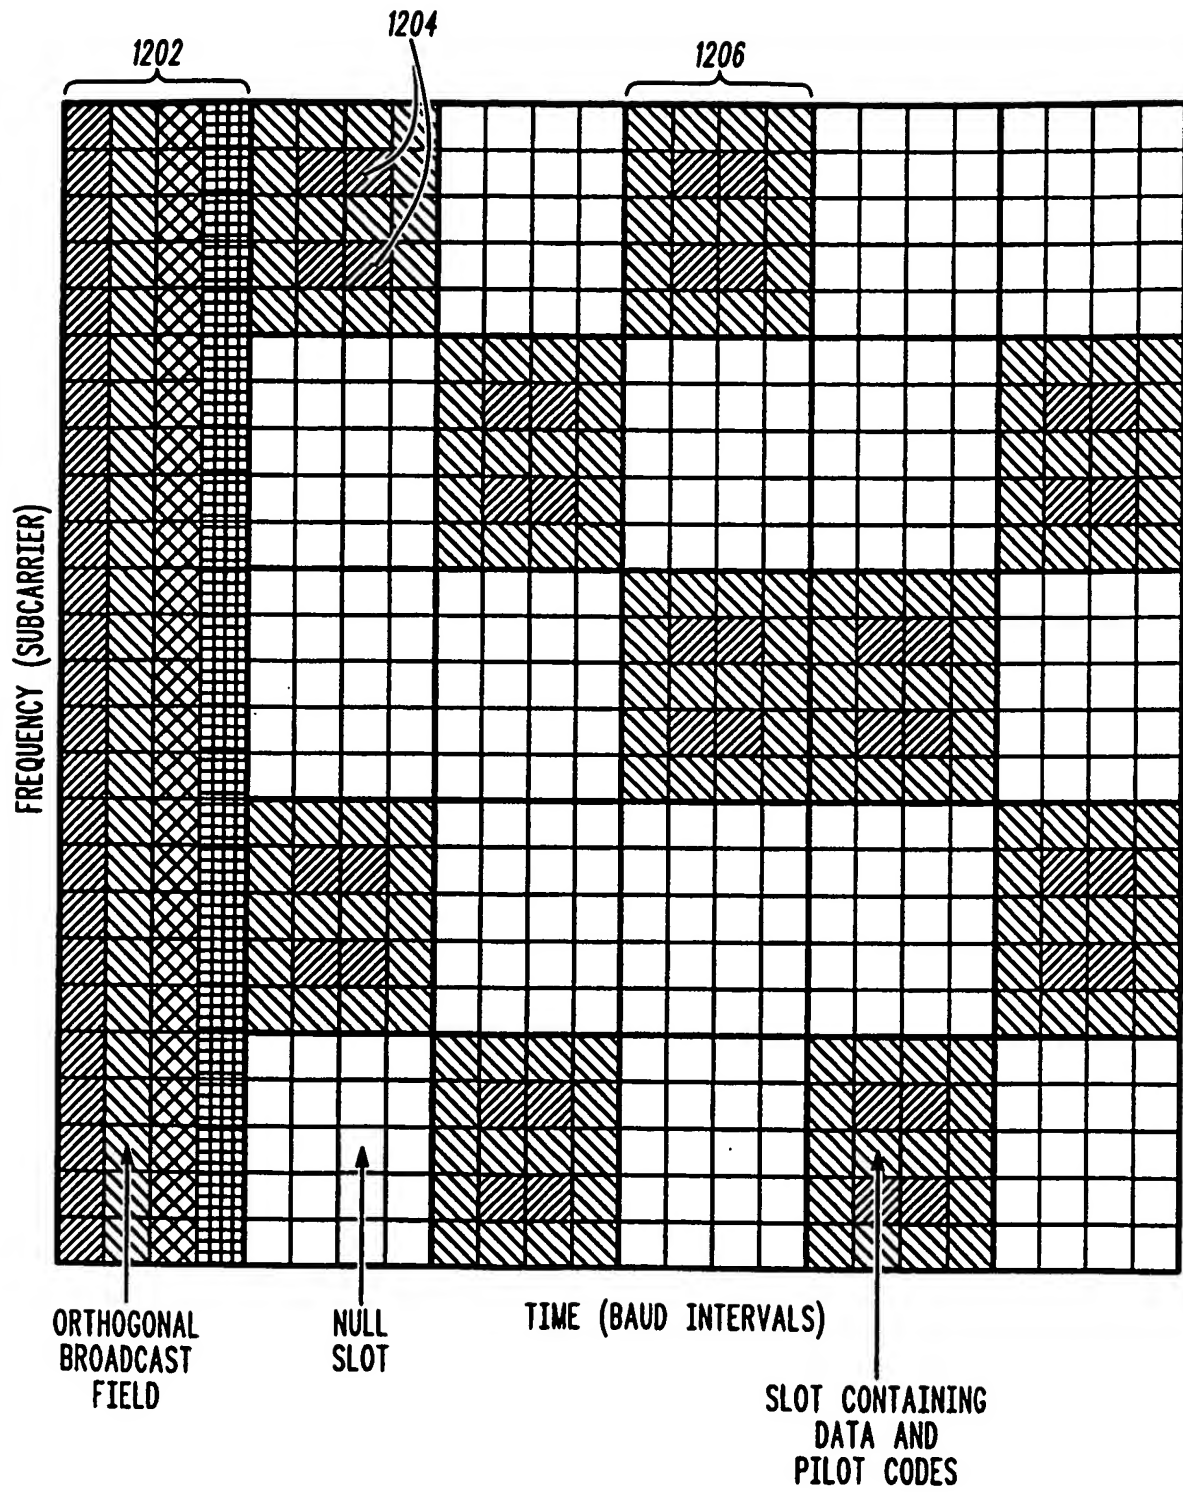 1204
1202
1206
FREQUENCY (SUBCARRIER)
TIME (BAUD INTERVALS)
ORTHOGONAL
BROADCAST
FIELD
NULL
SLOT
SLOT CONTAINING
DATA AND
PILOT CODES